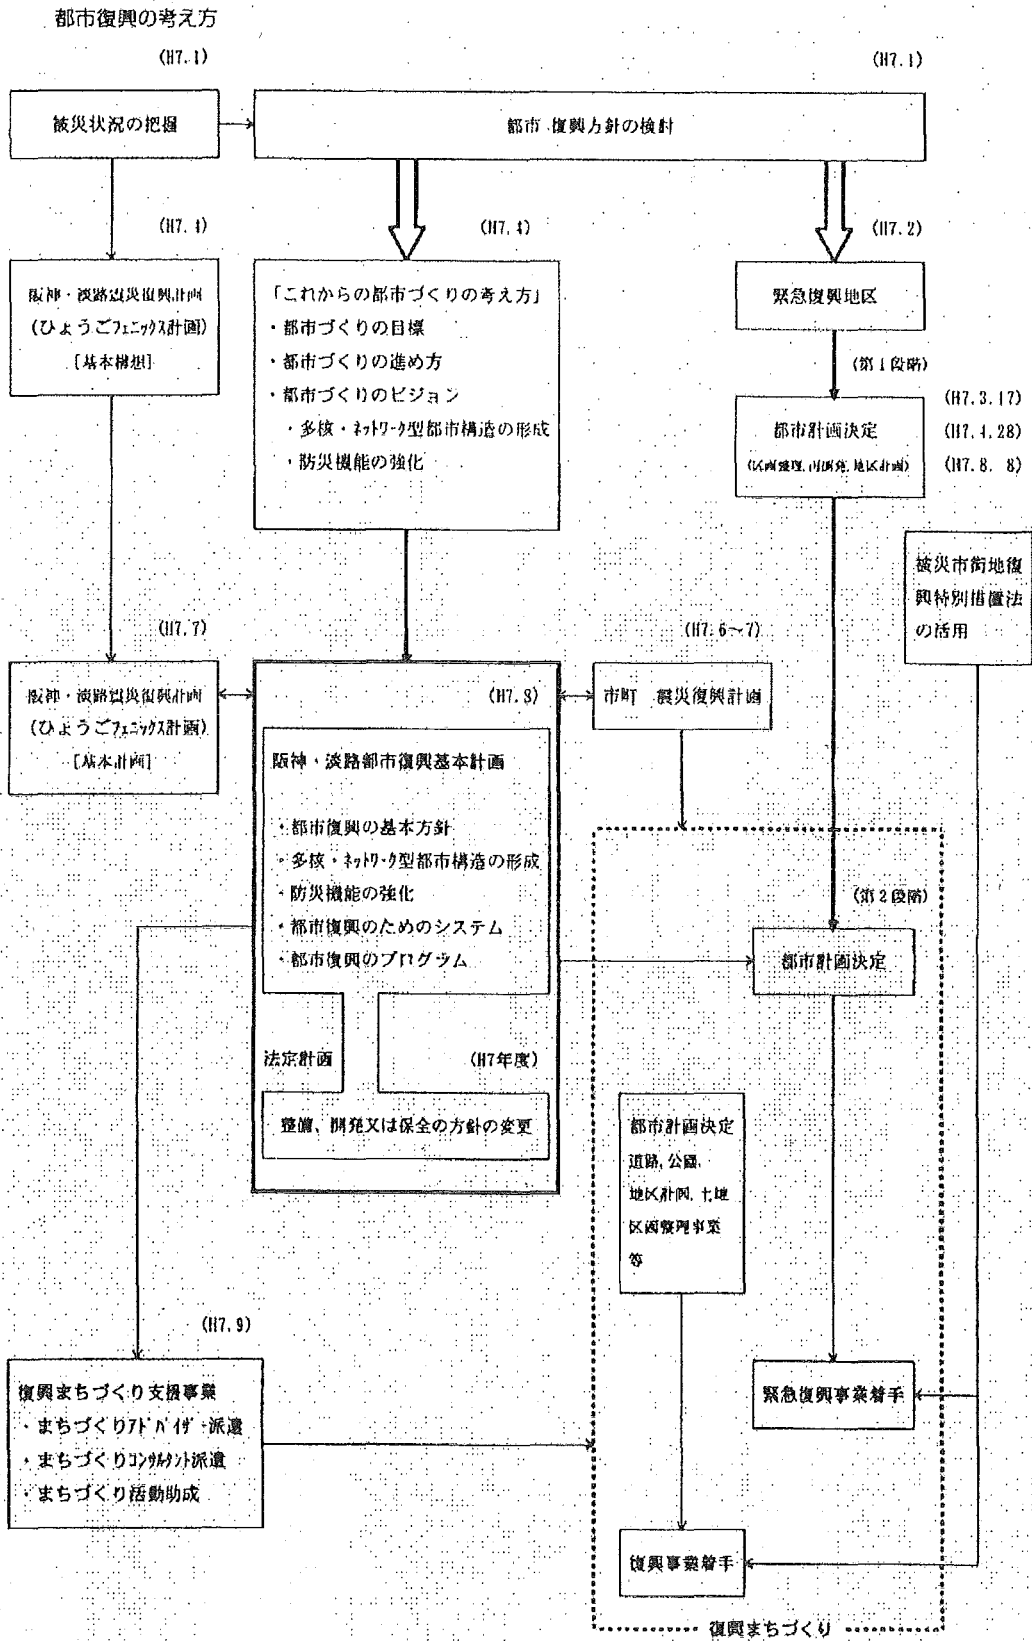 都市復興の考え方
(H7.1)
(H7.1)
被災状況の把握
都市 復興方針の検討
(H7.4)
(H7.4)
(H7.2)
阪神・淡路震災復興計画
(ひょうごフェニックス計画)
[基本構想]
「これからの都市づくりの考え方」
・都市づくりの目標
・都市づくりの進め方
・都市づくりのビジョン
・多核・ネットワーク型都市構造の形成
・防災機能の強化
緊急復興地区
(第1段階)
都市計画決定
(区画整理, 再開発, 地区計画)
(H7.3.17)
(H7.4.28)
(H7.8. 8)
被災市街地復
興特別措置法
の活用
(H7.7)
阪神・淡路震災復興計画
(ひょうごフェニックス計画)
[基本計画]
(H7.8)
阪神・淡路都市復興基本計画
・都市復興の基本方針
・多核・ネットワーク型都市構造の形成
・防災機能の強化
・都市復興のためのシステム
・都市復興のプログラム
法定計画
(H7年度)
整備、開発又は保全の方針の変更
(H7.6~7)
市町 震災復興計画
(第2段階)
都市計画決定
都市計画決定
道路, 公園,
地区計画, 土地
区画整理事業
等
(H7.9)
復興まちづくり支援事業
・まちづくりアドバイザー派遣
・まちづくりコンサルタント派遣
・まちづくり活動助成
緊急復興事業着手
復興事業着手
復興まちづくり